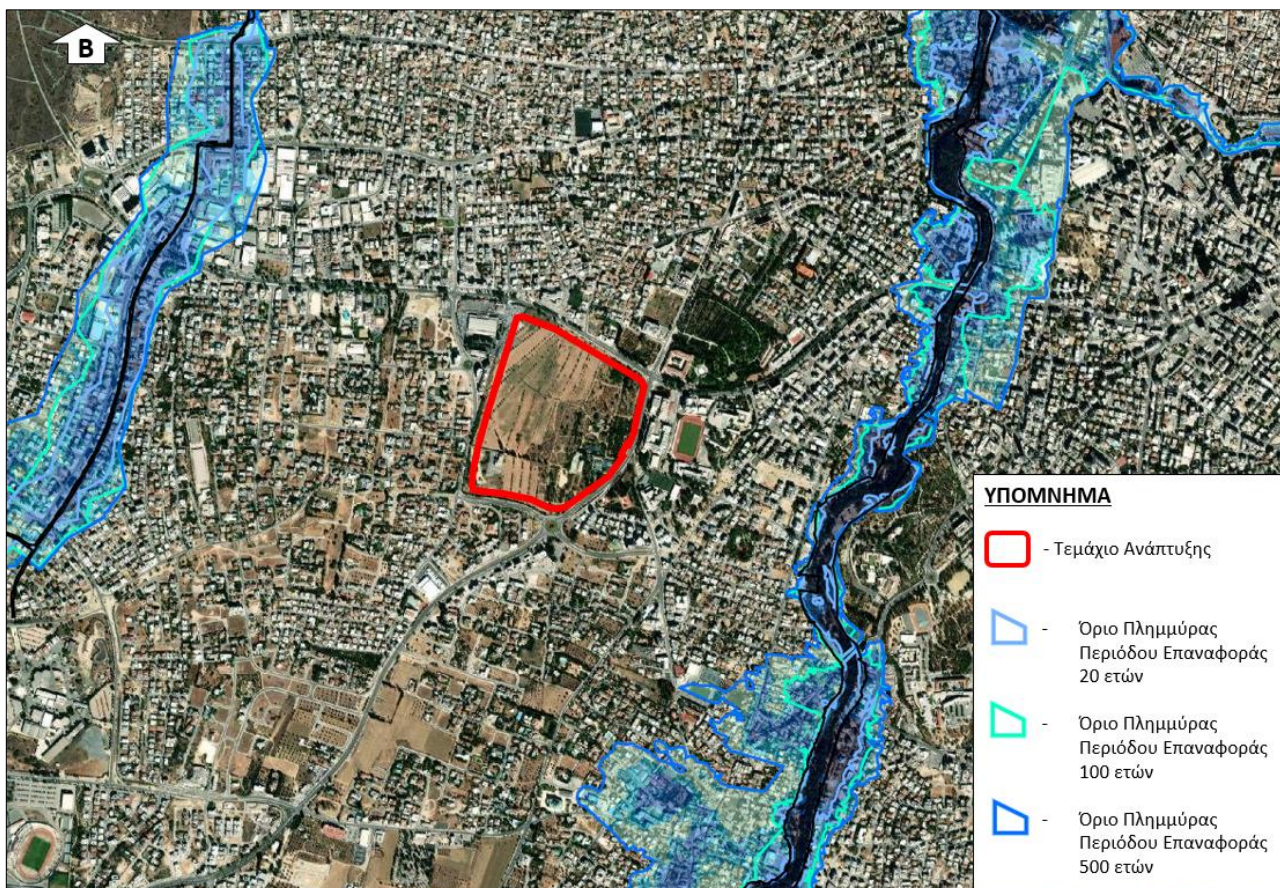 Β
ΥΠΟΜΝΗΜΑ
- Τεμάχιο Ανάπτυξης
- Όριο Πλημμύρας
Περιόδου Επαναφοράς
20 ετών
- Όριο Πλημμύρας
Περιόδου Επαναφοράς
100 ετών
- Όριο Πλημμύρας
Περιόδου Επαναφοράς
500 ετών